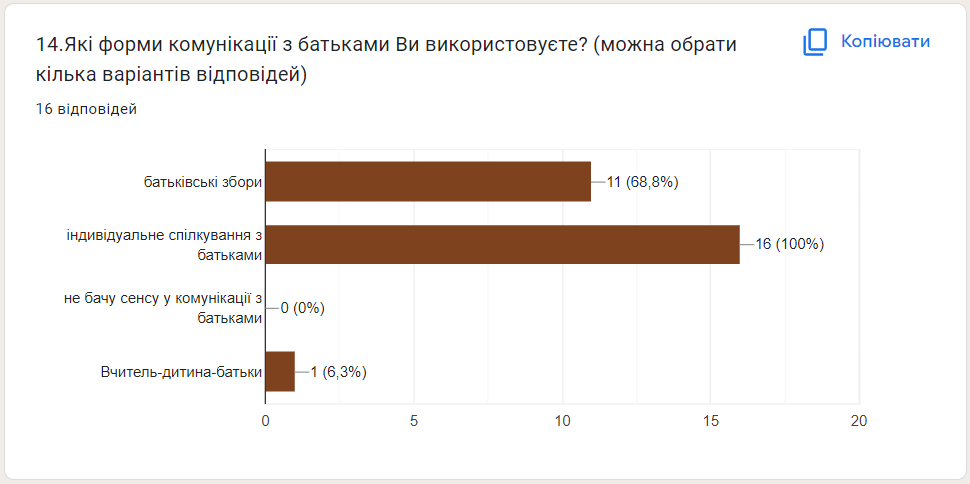 14.Які форми комунікації з батьками Ви використовуєте? (можна обрати
кілька варіантів відповідей)
Копіювати
16 відповідей
батьківські збори
11 (68,8%)
індивідуальне спілкування з
батьками
16 (100%)
не бачу сенсу у комунікації з
батьками
0 (0%)
Вчитель-дитина-батьки
1 (6,3%)
0 5 10 15 20